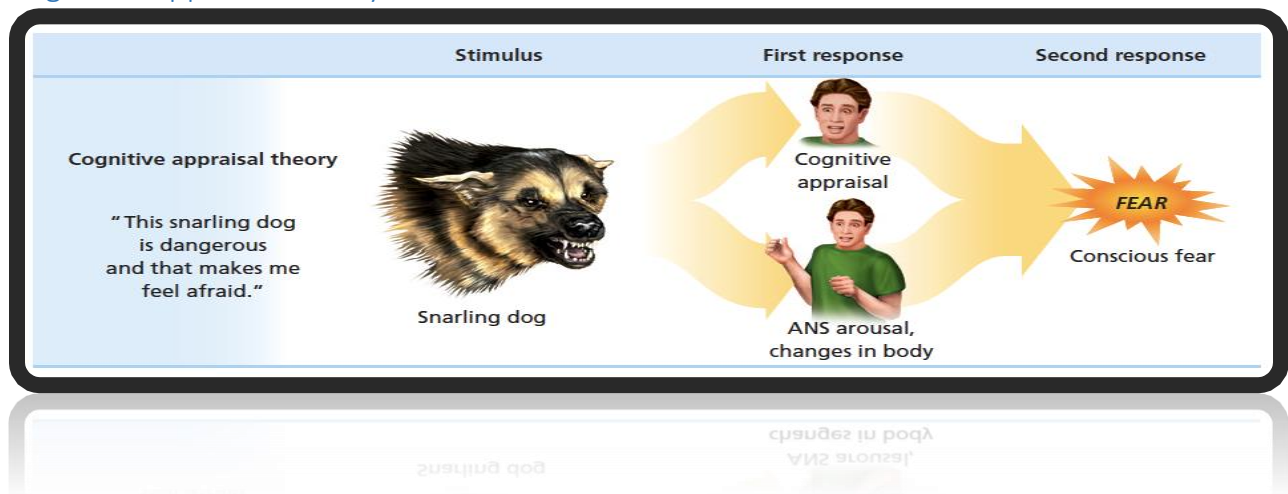 Stimulus First response Second response
Cognitive appraisal theory
“This snarling dog
is dangerous
and that makes me
feel afraid.”
Snarling dog
Cognitive
appraisal
ANS arousal,
changes in body
FEAR
Conscious fear